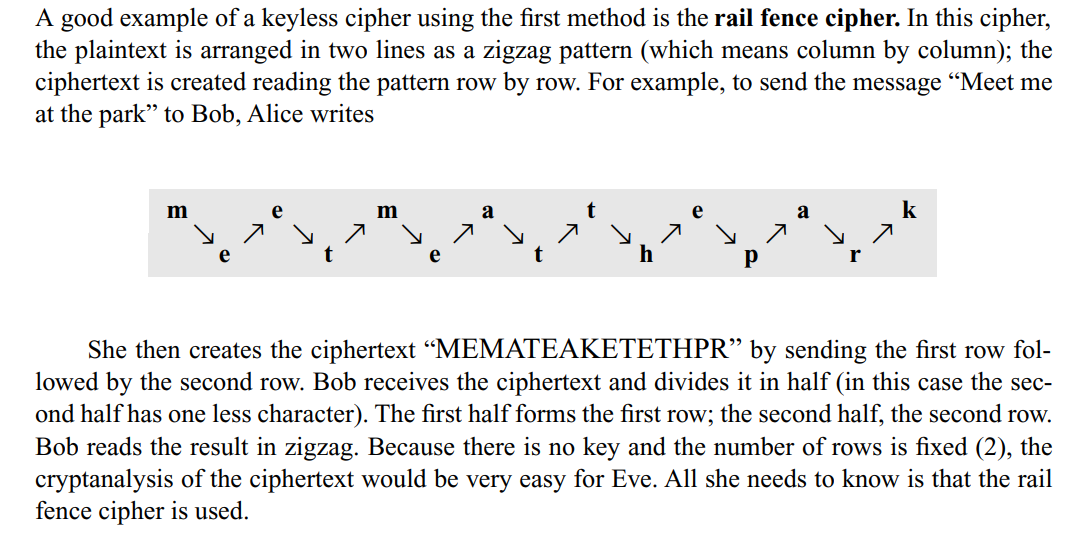 A good example of a keyless cipher using the first method is the rail fence cipher. In this cipher,
the plaintext is arranged in two lines as a zigzag pattern (which means column by column); the
ciphertext is created reading the pattern row by row. For example, to send the message “Meet me
at the park” to Bob, Alice writes
m e m a t e a k
e t e t h p r
She then creates the ciphertext “MEMATEAKETETHPR” by sending the first row fol-
lowed by the second row. Bob receives the ciphertext and divides it in half (in this case the sec-
ond half has one less character). The first half forms the first row; the second half, the second row.
Bob reads the result in zigzag. Because there is no key and the number of rows is fixed (2), the
cryptanalysis of the ciphertext would be very easy for Eve. All she needs to know is that the rail
fence cipher is used.